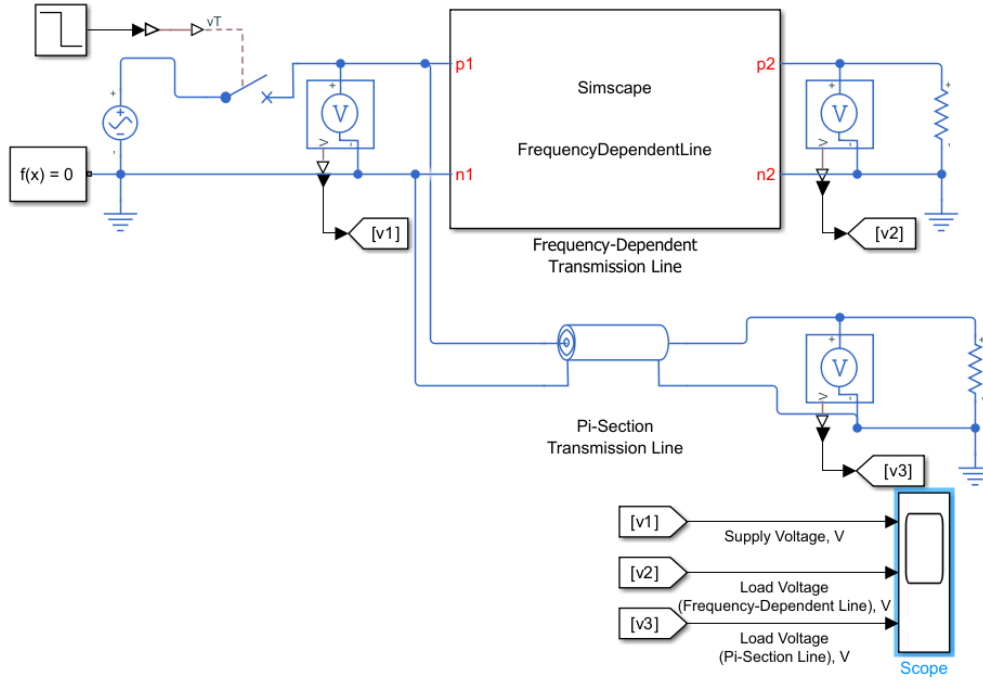 vT
p1
p2
Simscape
FrequencyDependentLine
n1
n2
+
-
V
V
+
-
f(x) = 0
[v1]
+
-
V
V
+
-
[v2]
Frequency-Dependent
Transmission Line
+
-
V
V
+
-
[v3]
Pi-Section
Transmission Line
[v1]
Supply Voltage, V
[v2]
Load Voltage
(Frequency-Dependent Line), V
[v3]
Load Voltage
(Pi-Section Line), V
Scope